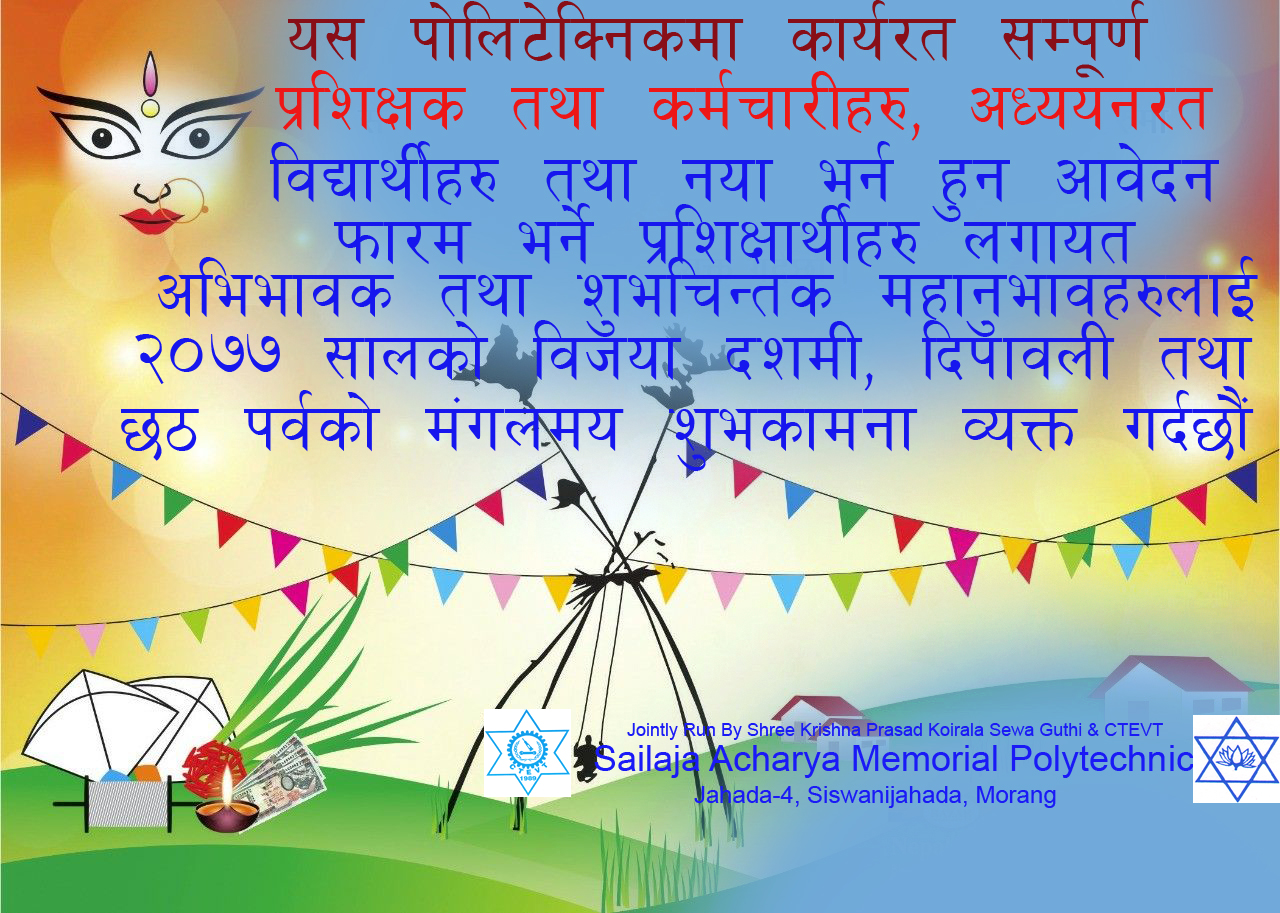 यस पोलिटेक्निकमा कार्यरत सम्पूर्ण
प्रशिक्षक तथा कर्मचारीहरु, अध्ययनरत
विद्यार्थीहरु तथा नया भर्न हुन आवेदन
फारम भर्ने प्रशिक्षार्थीहरु लगायत
अभिभावक तथा शुभचिन्तक महानुभावहरुलाई
२०७७ सालको विजया दशमी, दिपावली तथा
छठ पर्वको मंगलमय शुभकामना व्यक्त गर्दछौं
Jointly Run By Shree Krishna Prasad Koirala Sewa Guthi & CTEVT
Sailaja Acharya Memorial Polytechnic
Jahada-4, Siswanijahada, Morang
CTEVT
1989